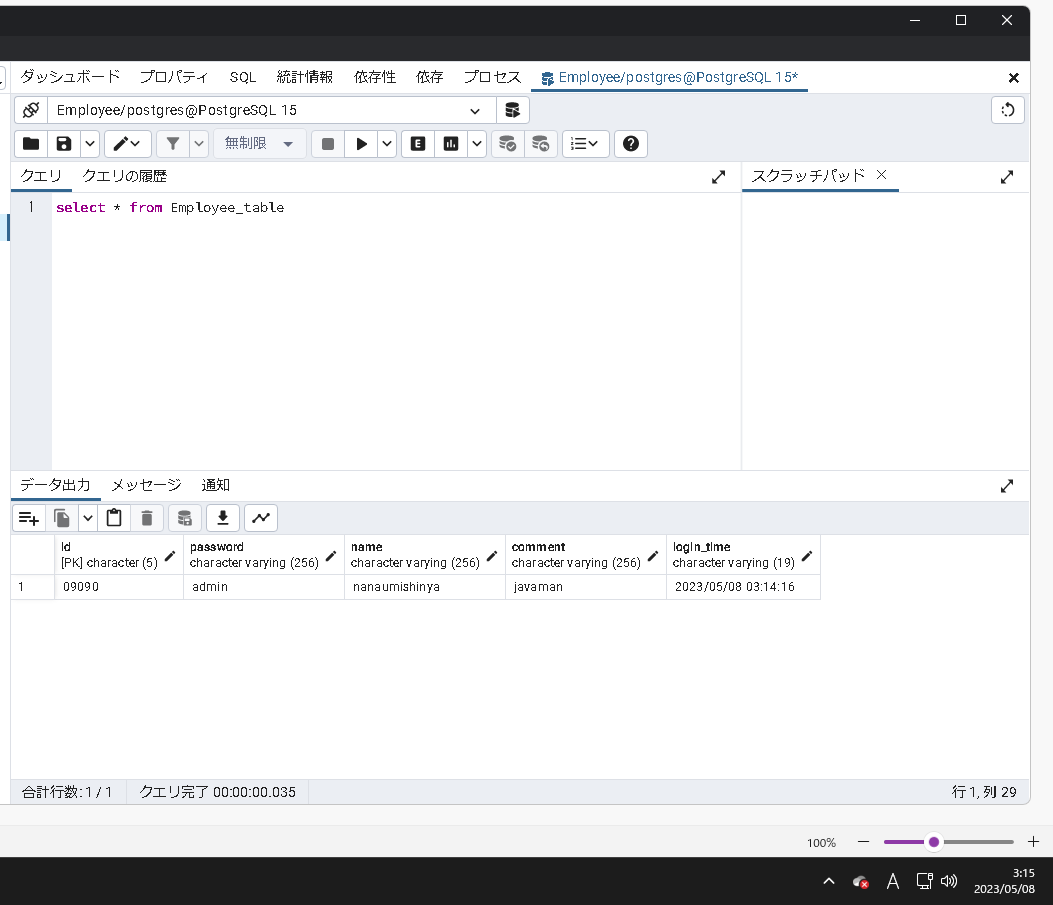 ダッシュボード プロパティ SQL 統計情報 依存性 依存 プロセス Employee/postgres@PostgreSQL 15*
Employee/postgres@PostgreSQL 15
無制限
クエリ クエリの履歴 スクラッチパッド
1 select * from Employee_table
データ出力 メッセージ 通知
id password name comment login_time
[PK] character (5) character varying (256) character varying (256) character varying (256) character varying (19)
1 09090 admin nanaumishinya javaman 2023/05/08 03:14:16
合計行数: 1 / 1 クエリ完了 00:00:00.035 行 1, 列 29
100%
A 3:15
2023/05/08